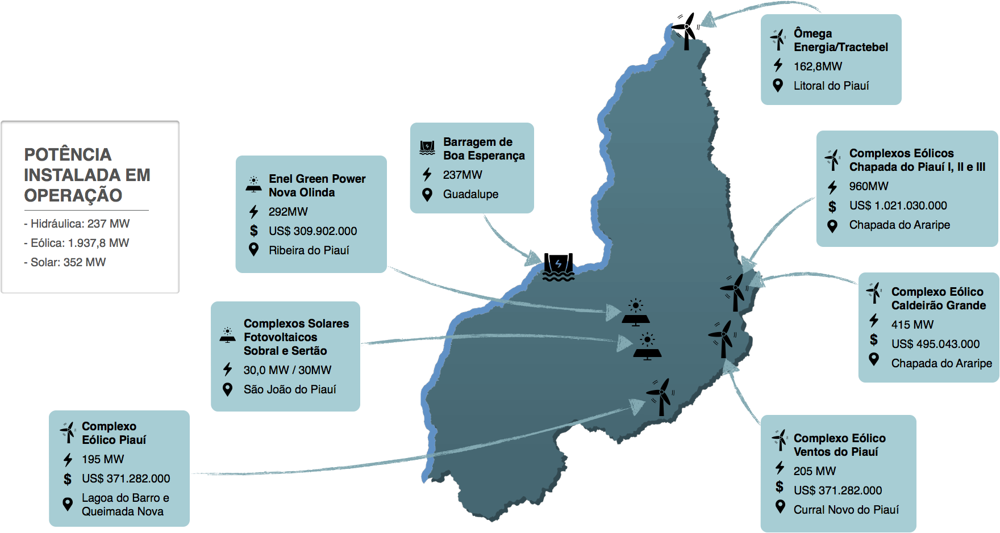 POTÊNCIA
INSTALADA EM
OPERAÇÃO
- Hidráulica: 237 MW
- Eólica: 1.937,8 MW
- Solar: 352 MW
Ômega
Energia/Tractebel
162,8MW
Litoral do Piauí
Barragem de
Boa Esperança
237MW
Guadalupe
Complexos Eólicos
Chapada do Piauí I, II e III
960MW
$ US$ 1.021.030.000
Chapada do Araripe
Enel Green Power
Nova Olinda
292MW
$ US$ 309.902.000
Ribeira do Piauí
Complexo Eólico
Caldeirão Grande
415 MW
$ US$ 495.043.000
Chapada do Araripe
Complexos Solares
Fotovoltaicos
Sobral e Sertão
30,0 MW / 30MW
São João do Piauí
Complexo
Eólico Piauí
195 MW
$ US$ 371.282.000
Lagoa do Barro e
Queimada Nova
Complexo Eólico
Ventos do Piauí
205 MW
$ US$ 371.282.000
Curral Novo do Piauí